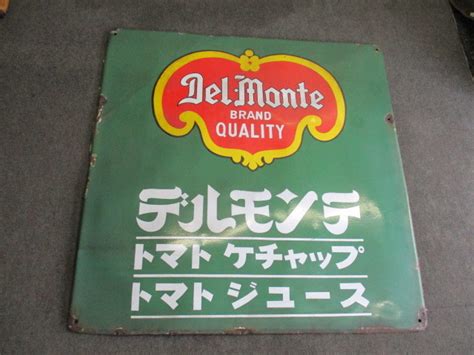 Del Monte
BRAND
QUALITY
デルモンテ
トマト ケチャップ
トマト ジュース